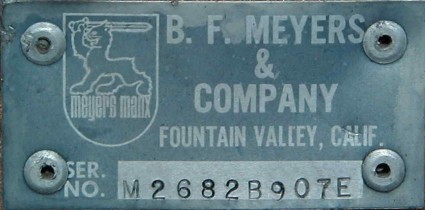 B. F. MEYERS
&
COMPANY
meyers manx
FOUNTAIN VALLEY, CALIF.
SER.
NO. M2682B907E